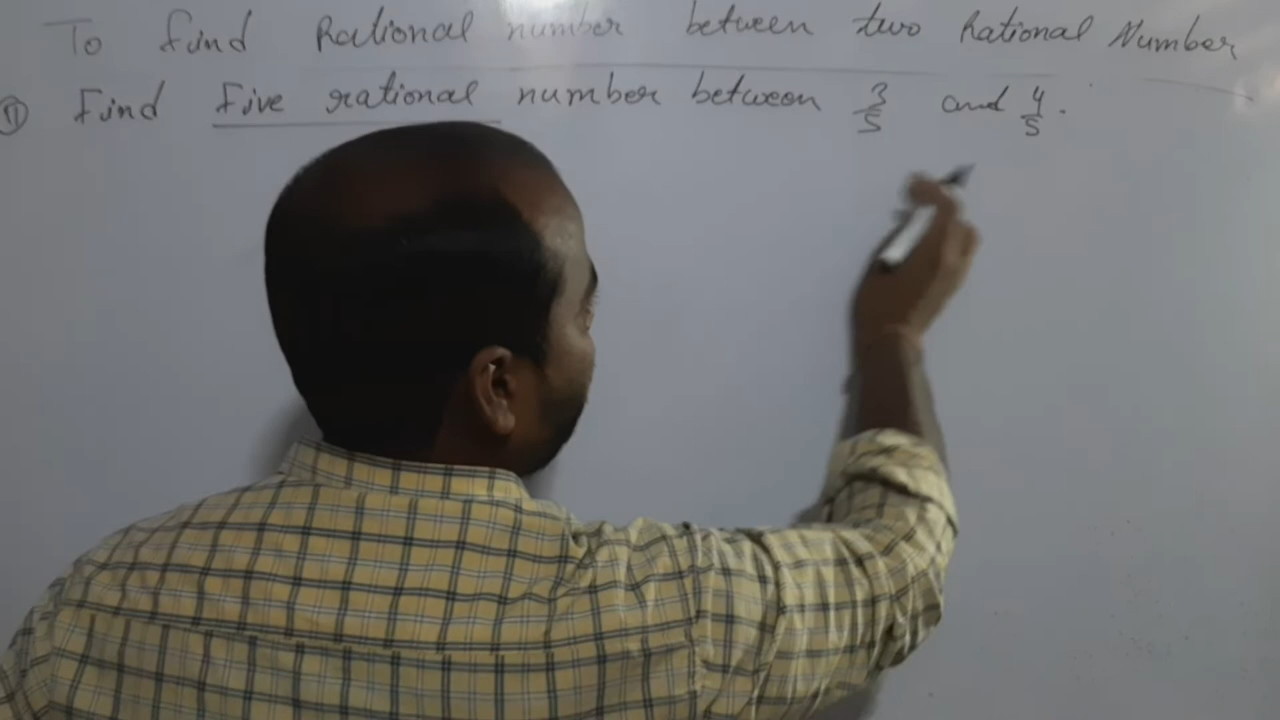 To find Rational number between two Rational Number
① Find Five rational number between 3/5 and 4/5.